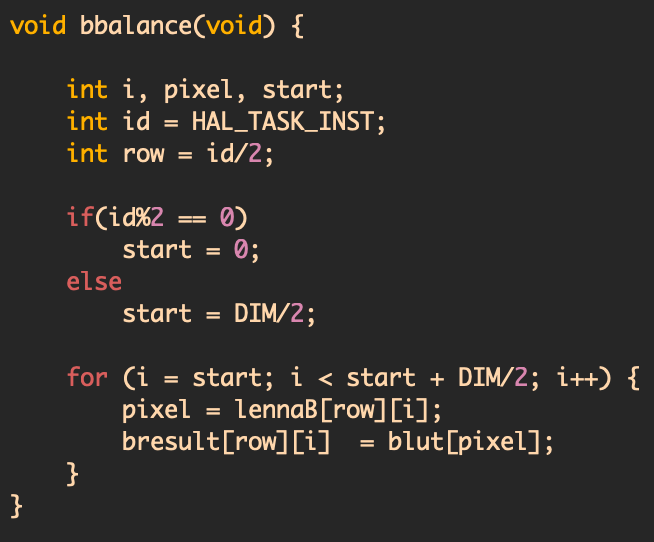 void bbalance(void) {
    int i, pixel, start;
    int id = HAL_TASK_INST;
    int row = id/2;
    if(id%2 == 0)
        start = 0;
    else
        start = DIM/2;
    for (i = start; i < start + DIM/2; i++) {
        pixel = lennaB[row][i];
        bresult[row][i]  = blut[pixel];
    }
}